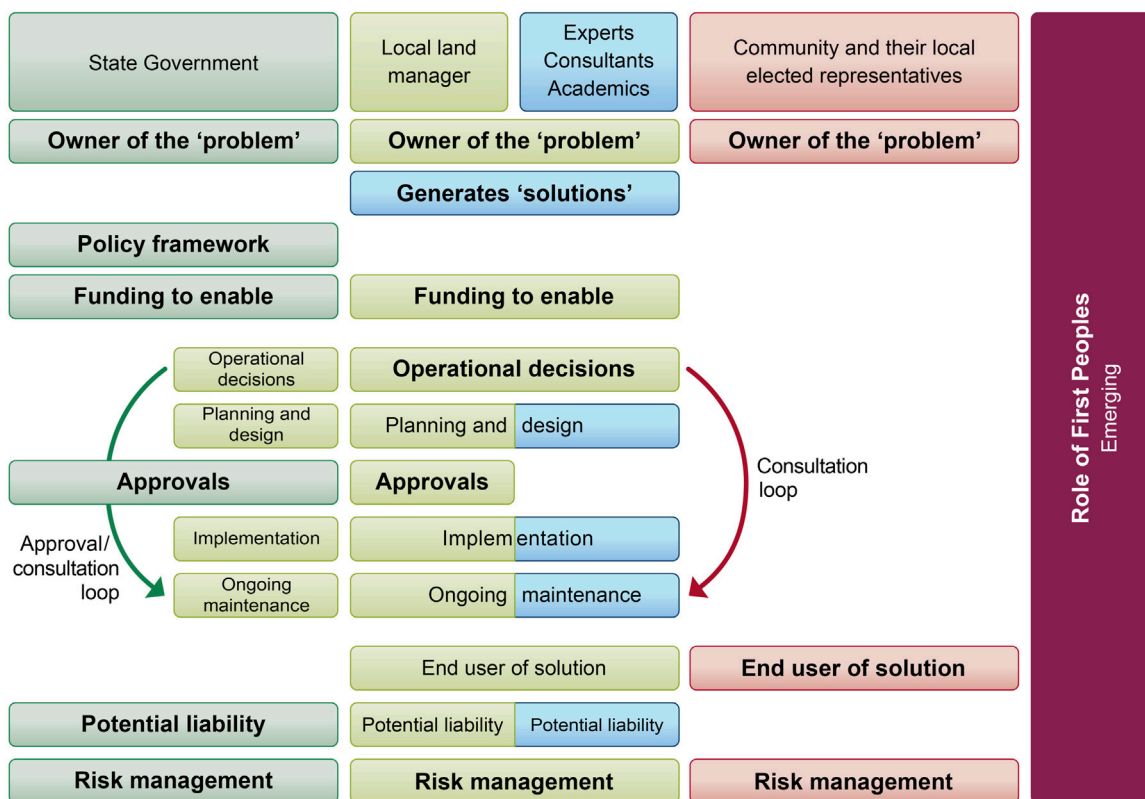 State Government
Local land
manager
Experts
Consultants
Academics
Community and their local
elected representatives
Owner of the ‘problem’
Owner of the ‘problem’
Owner of the ‘problem’
Generates ‘solutions’
Policy framework
Funding to enable
Funding to enable
Operational
decisions
Operational decisions
Planning and
design
Planning and design
Approvals
Approvals
Consultation
loop
Implementation
Implementation
Approval/
consultation
loop
Ongoing
maintenance
Ongoing maintenance
End user of solution
End user of solution
Potential liability
Potential liability
Potential liability
Risk management
Risk management
Risk management
Role of First Peoples
Emerging